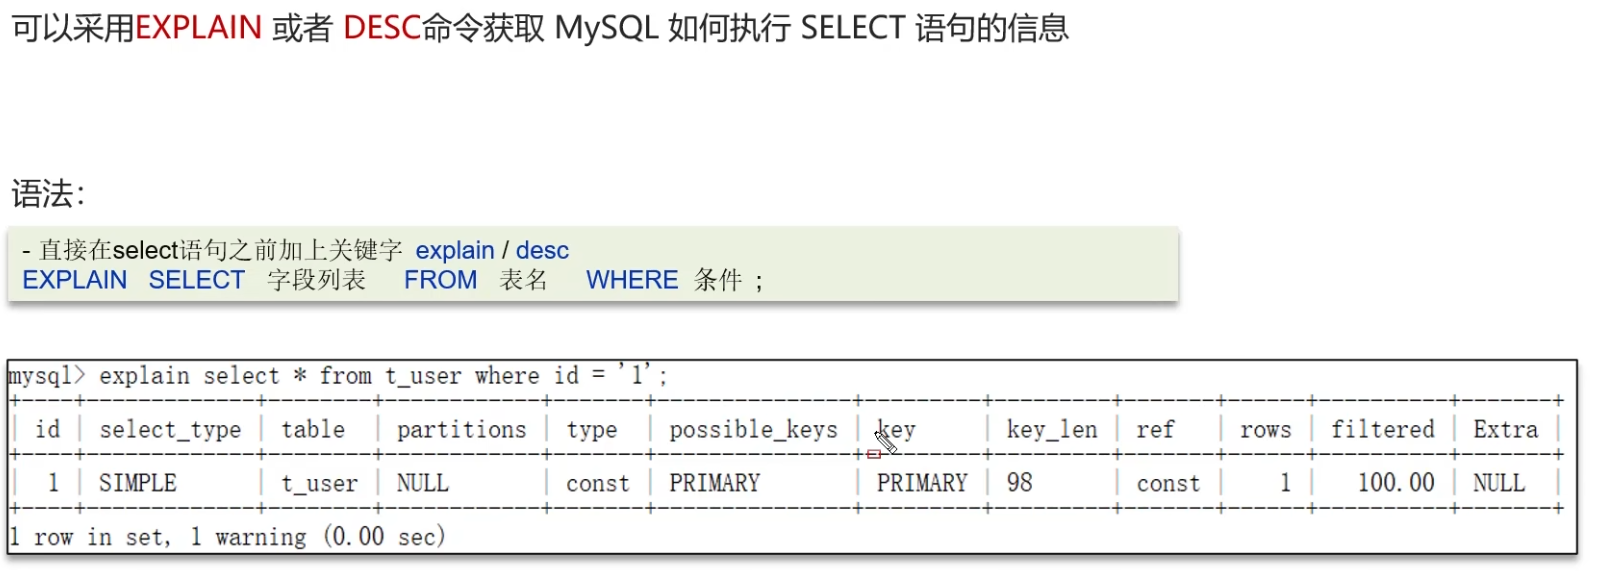 可以采用EXPLAIN 或者 DESC命令获取 MySQL 如何执行 SELECT 语句的信息
语法：
- 直接在select语句之前加上关键字 explain / desc
EXPLAIN SELECT 字段列表 FROM 表名 WHERE 条件 ;
mysql> explain select * from t_user where id = '1';
+----+-------------+--------+------------+-------+---------------+---------+---------+-------+------+----------+-------+
| id | select_type | table | partitions | type | possible_keys | key | key_len | ref | rows | filtered | Extra |
+----+-------------+--------+------------+-------+---------------+---------+---------+-------+------+----------+-------+
| 1 | SIMPLE | t_user | NULL | const | PRIMARY | PRIMARY | 98 | const | 1 | 100.00 | NULL |
+----+-------------+--------+------------+-------+---------------+---------+---------+-------+------+----------+-------+
1 row in set, 1 warning (0.00 sec)